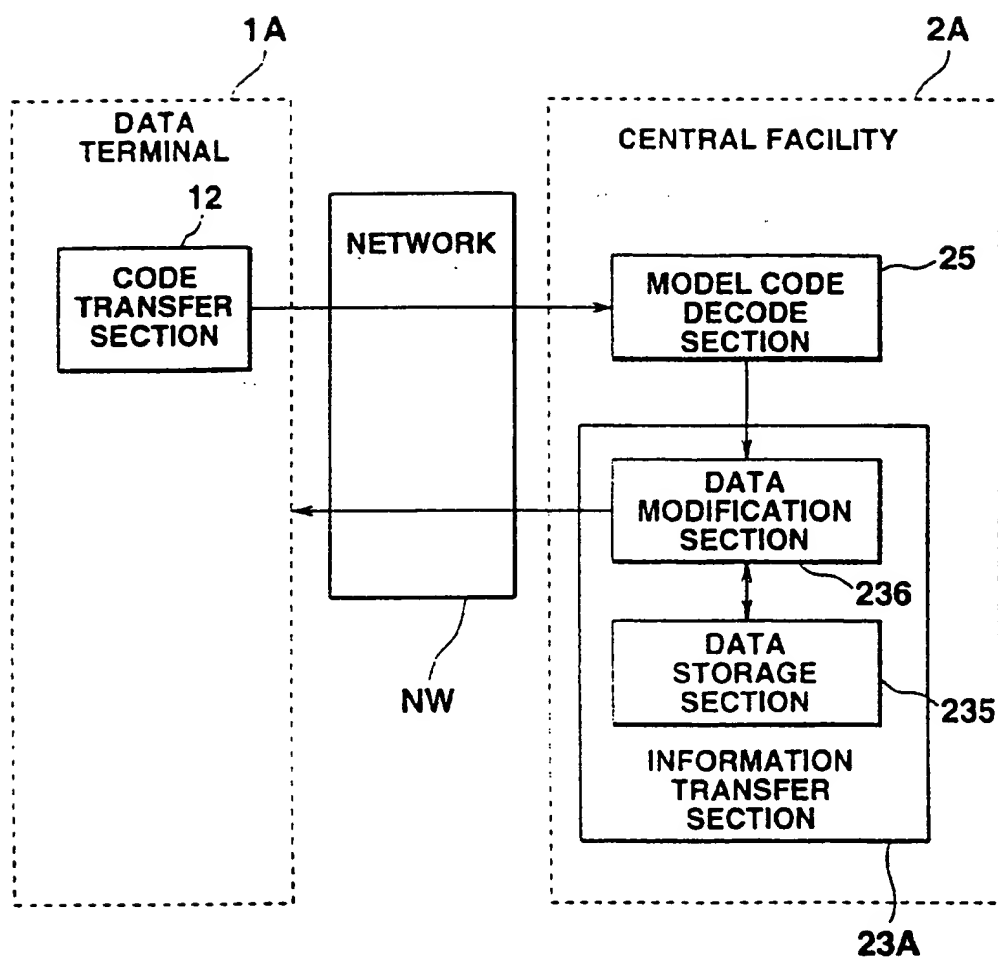 1A
2A
DATA
TERMINAL
CENTRAL FACILITY
12
NETWORK
25
CODE
TRANSFER
SECTION
MODEL CODE
DECODE
SECTION
DATA
MODIFICATION
SECTION
236
DATA
STORAGE
SECTION
235
NW
INFORMATION
TRANSFER
SECTION
23A